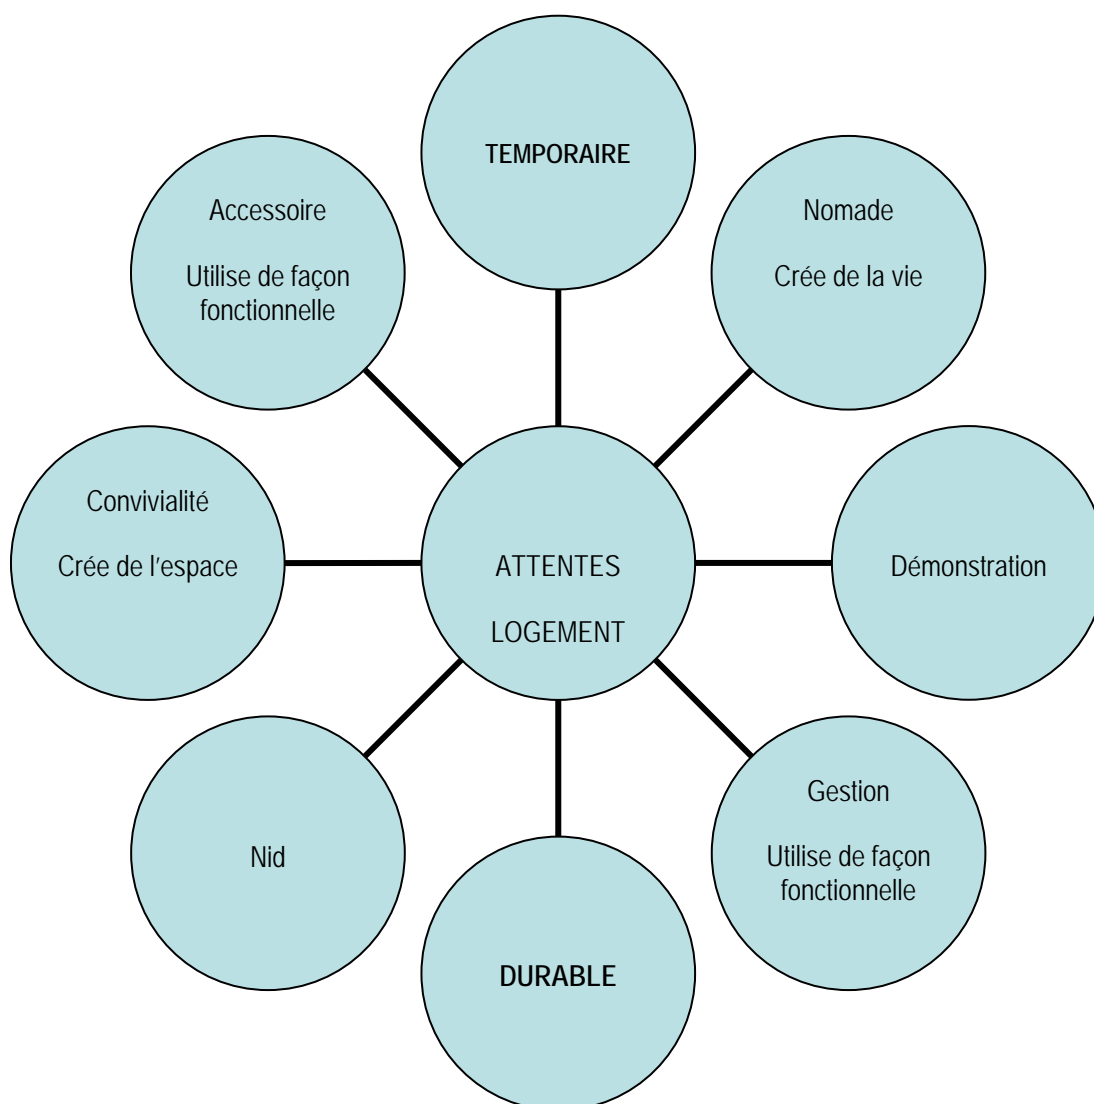 TEMPORAIRE
Accessoire
Utilise de façon
fonctionnelle
Nomade
Crée de la vie
Convivialité
Crée de l'espace
ATTENTES
LOGEMENT
Démonstration
Nid
Gestion
Utilise de façon
fonctionnelle
DURABLE